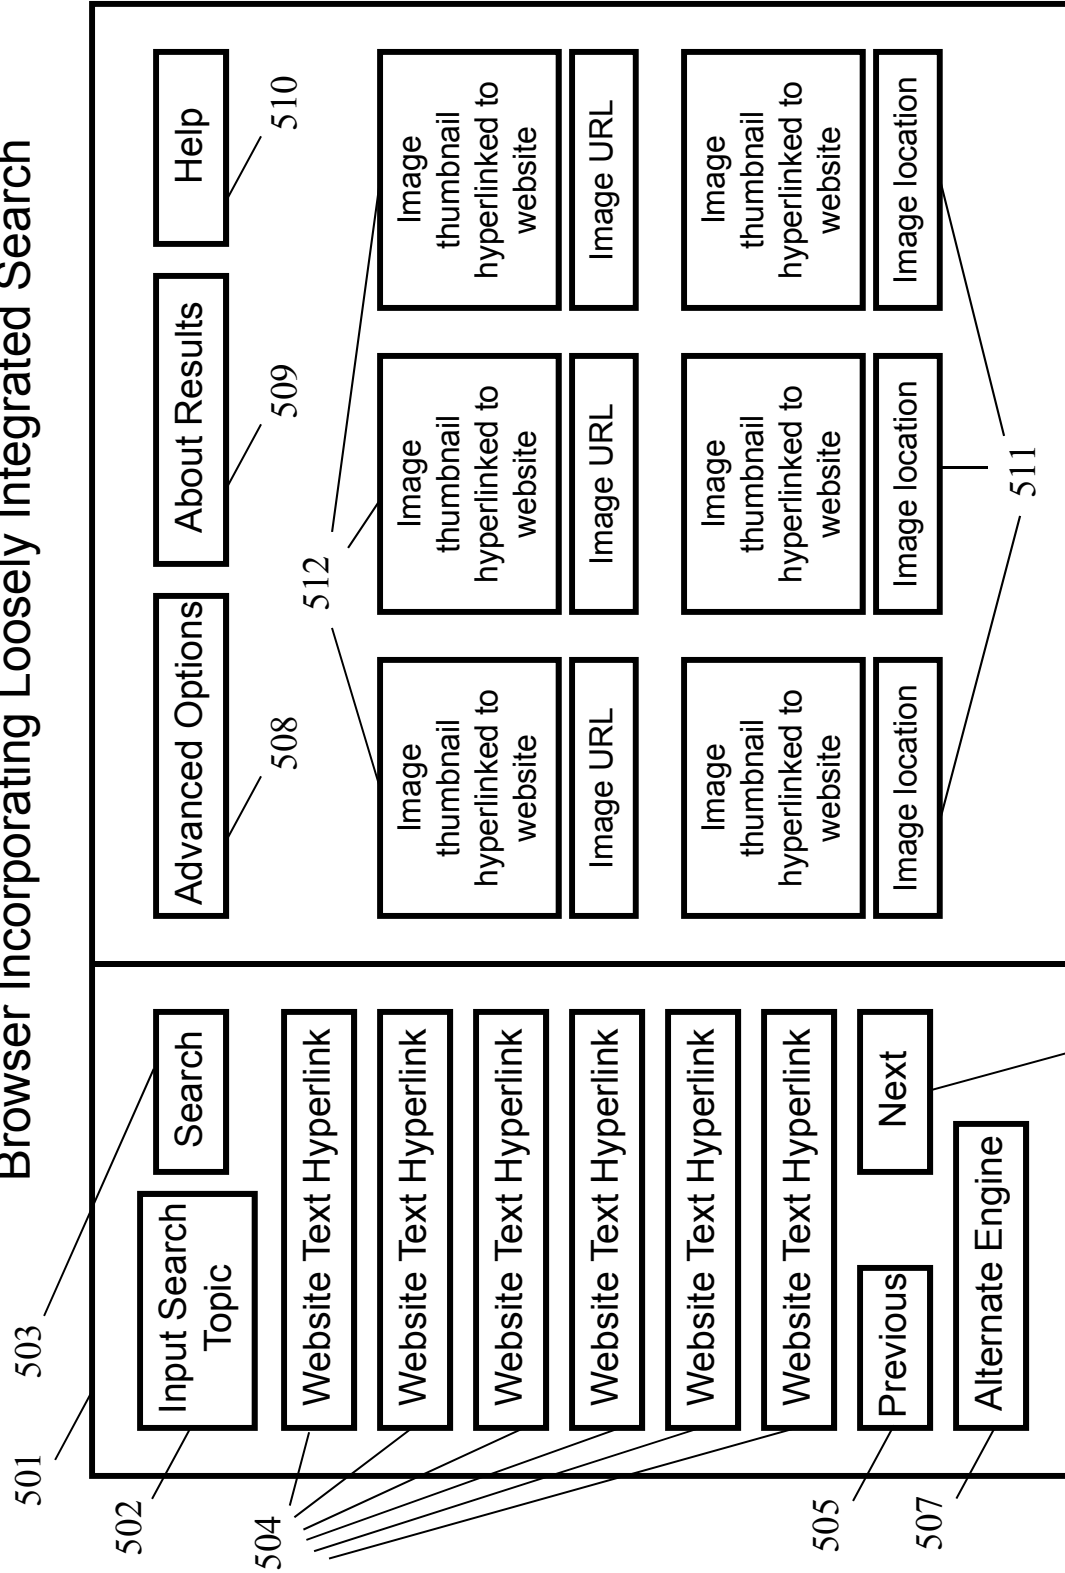 Browser Incorporating Loosely Integrated Search
501
503
502
Input Search
Topic
Search
Advanced Options
About Results
Help
508
509
510
504
Website Text Hyperlink
Website Text Hyperlink
Website Text Hyperlink
Website Text Hyperlink
Website Text Hyperlink
Website Text Hyperlink
512
Image
thumbnail
hyperlinked to
website
Image URL
Image
thumbnail
hyperlinked to
website
Image URL
Image
thumbnail
hyperlinked to
website
Image URL
Image
thumbnail
hyperlinked to
website
Image location
Image
thumbnail
hyperlinked to
website
Image location
Image
thumbnail
hyperlinked to
website
Image location
511
505
Previous
Next
507
Alternate Engine